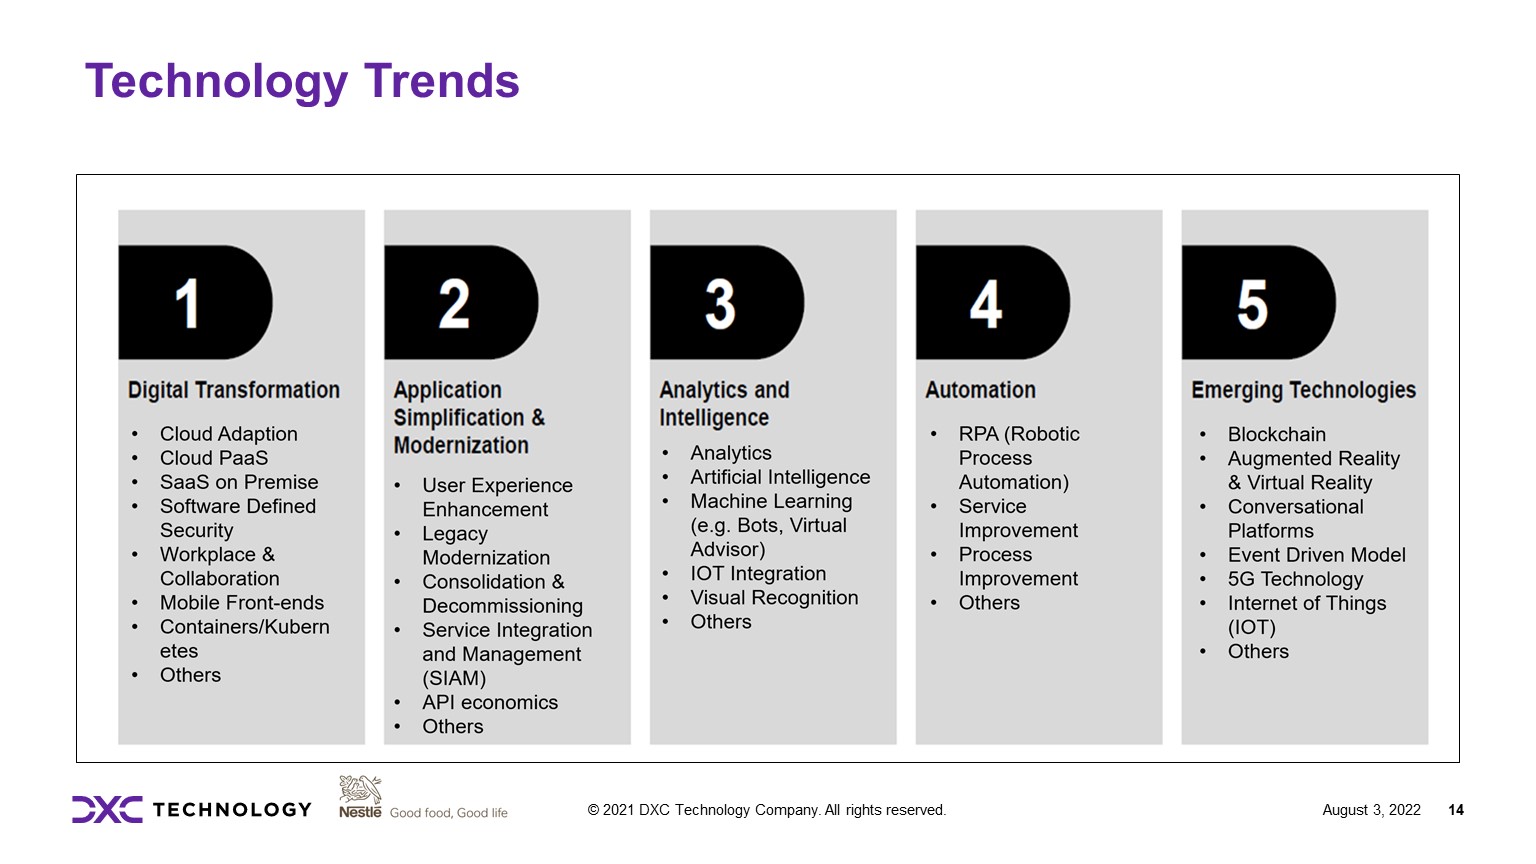 Technology Trends
1
Digital Transformation
• Cloud Adaption
• Cloud PaaS
• SaaS on Premise
• Software Defined
Security
• Workplace &
Collaboration
• Mobile Front-ends
• Containers/Kubern
etes
• Others
2
Application
Simplification &
Modernization
• User Experience
Enhancement
• Legacy
Modernization
• Consolidation &
Decommissioning
• Service Integration
and Management
(SIAM)
• API economics
• Others
3
Analytics and
Intelligence
• Analytics
• Artificial Intelligence
• Machine Learning
(e.g. Bots, Virtual
Advisor)
• IOT Integration
• Visual Recognition
• Others
4
Automation
• RPA (Robotic
Process
Automation)
• Service
Improvement
• Process
Improvement
• Others
5
Emerging Technologies
• Blockchain
• Augmented Reality
& Virtual Reality
• Conversational
Platforms
• Event Driven Model
• 5G Technology
• Internet of Things
(IOT)
• Others
DXC TECHNOLOGY
Nestlé Good food, Good life
© 2021 DXC Technology Company. All rights reserved.
August 3, 2022 14